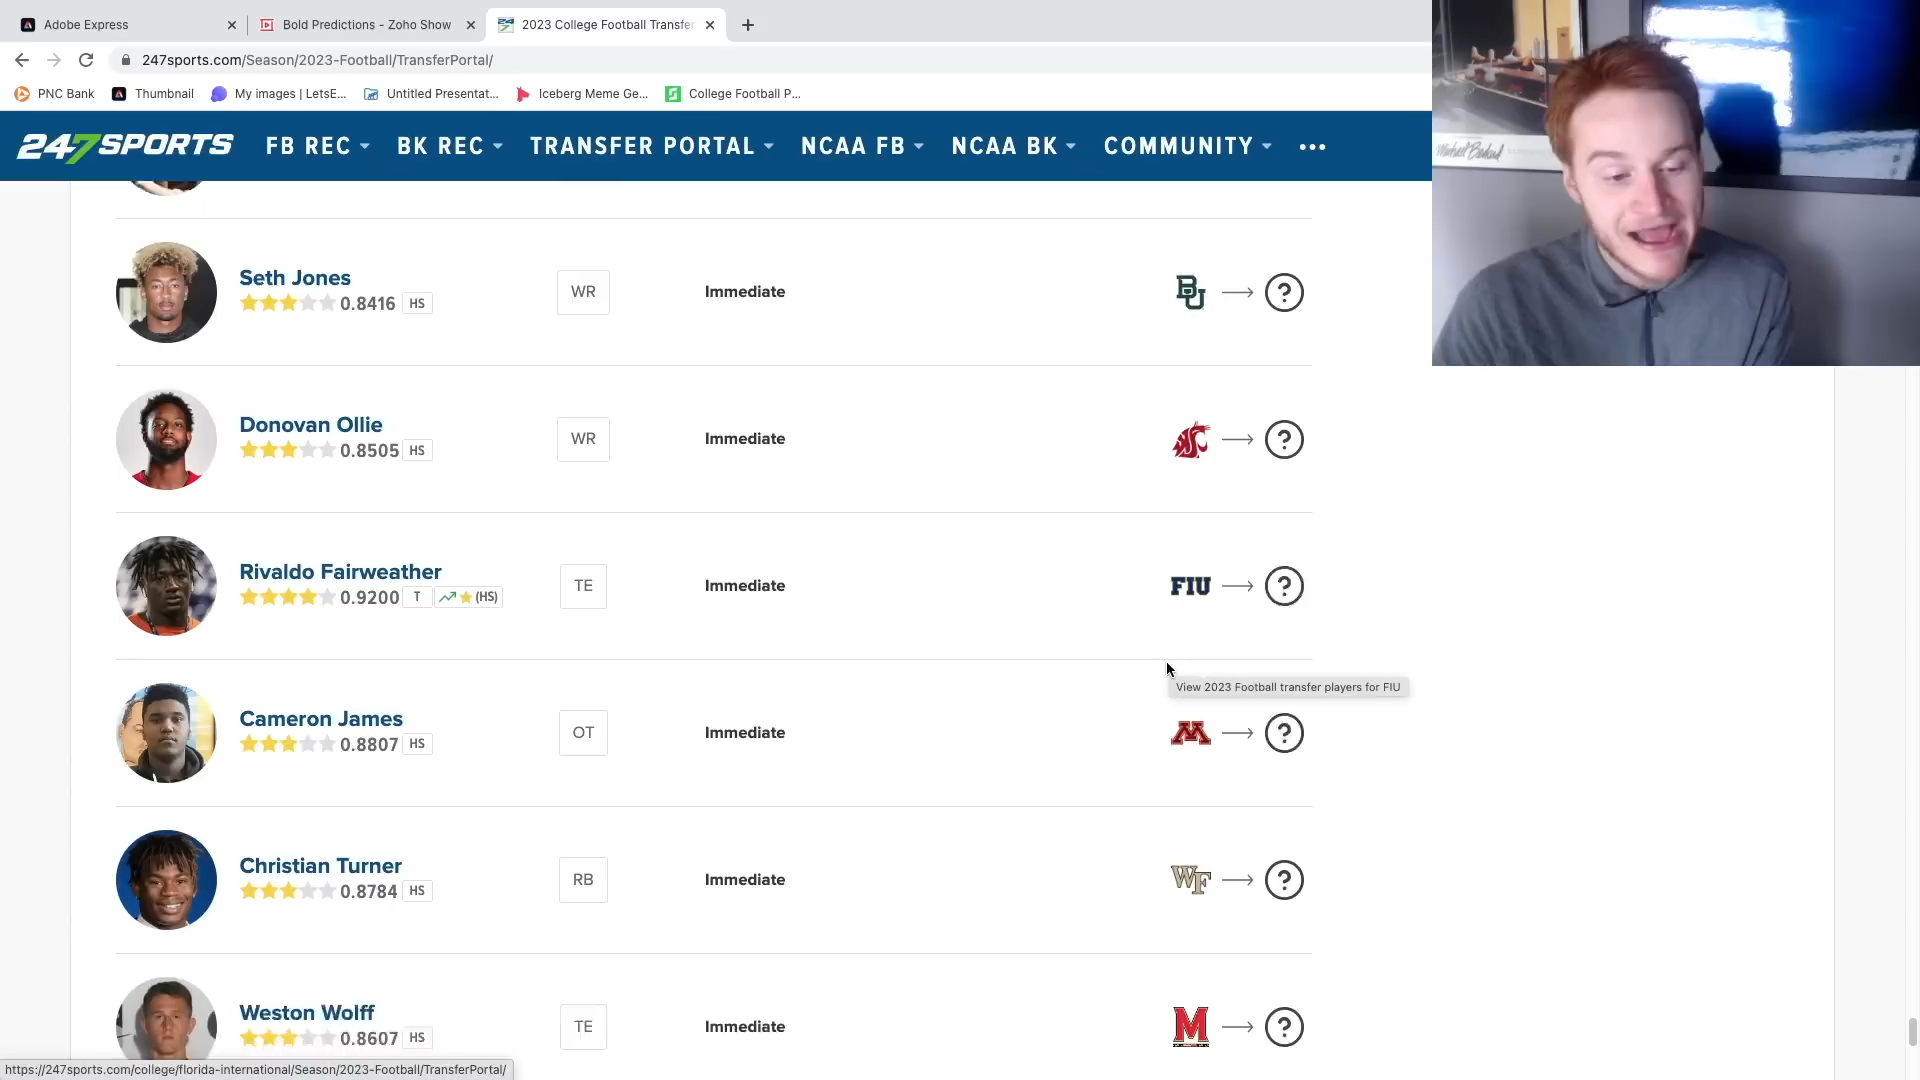 Adobe Express
Bold Predictions - Zoho Show
2023 College Football Transfer
247sports.com/Season/2023-Football/TransferPortal/
PNC Bank
Thumbnail
My images | LetsE...
Untitled Presentat...
Iceberg Meme Ge...
College Football P...
247SPORTS
FB REC
BK REC
TRANSFER PORTAL
NCAA FB
NCAA BK
COMMUNITY
Seth Jones
0.8416 HS
WR
Immediate
BU
?
Donovan Ollie
0.8505 HS
WR
Immediate
WSC
?
Rivaldo Fairweather
0.9200 T (HS)
TE
Immediate
FIU
?
View 2023 Football transfer players for FIU
Cameron James
0.8807 HS
OT
Immediate
M
?
Christian Turner
0.8784 HS
RB
Immediate
WF
?
Weston Wolff
0.8607 HS
TE
Immediate
M
?
https://247sports.com/college/florida-international/Season/2023-Football/TransferPortal/